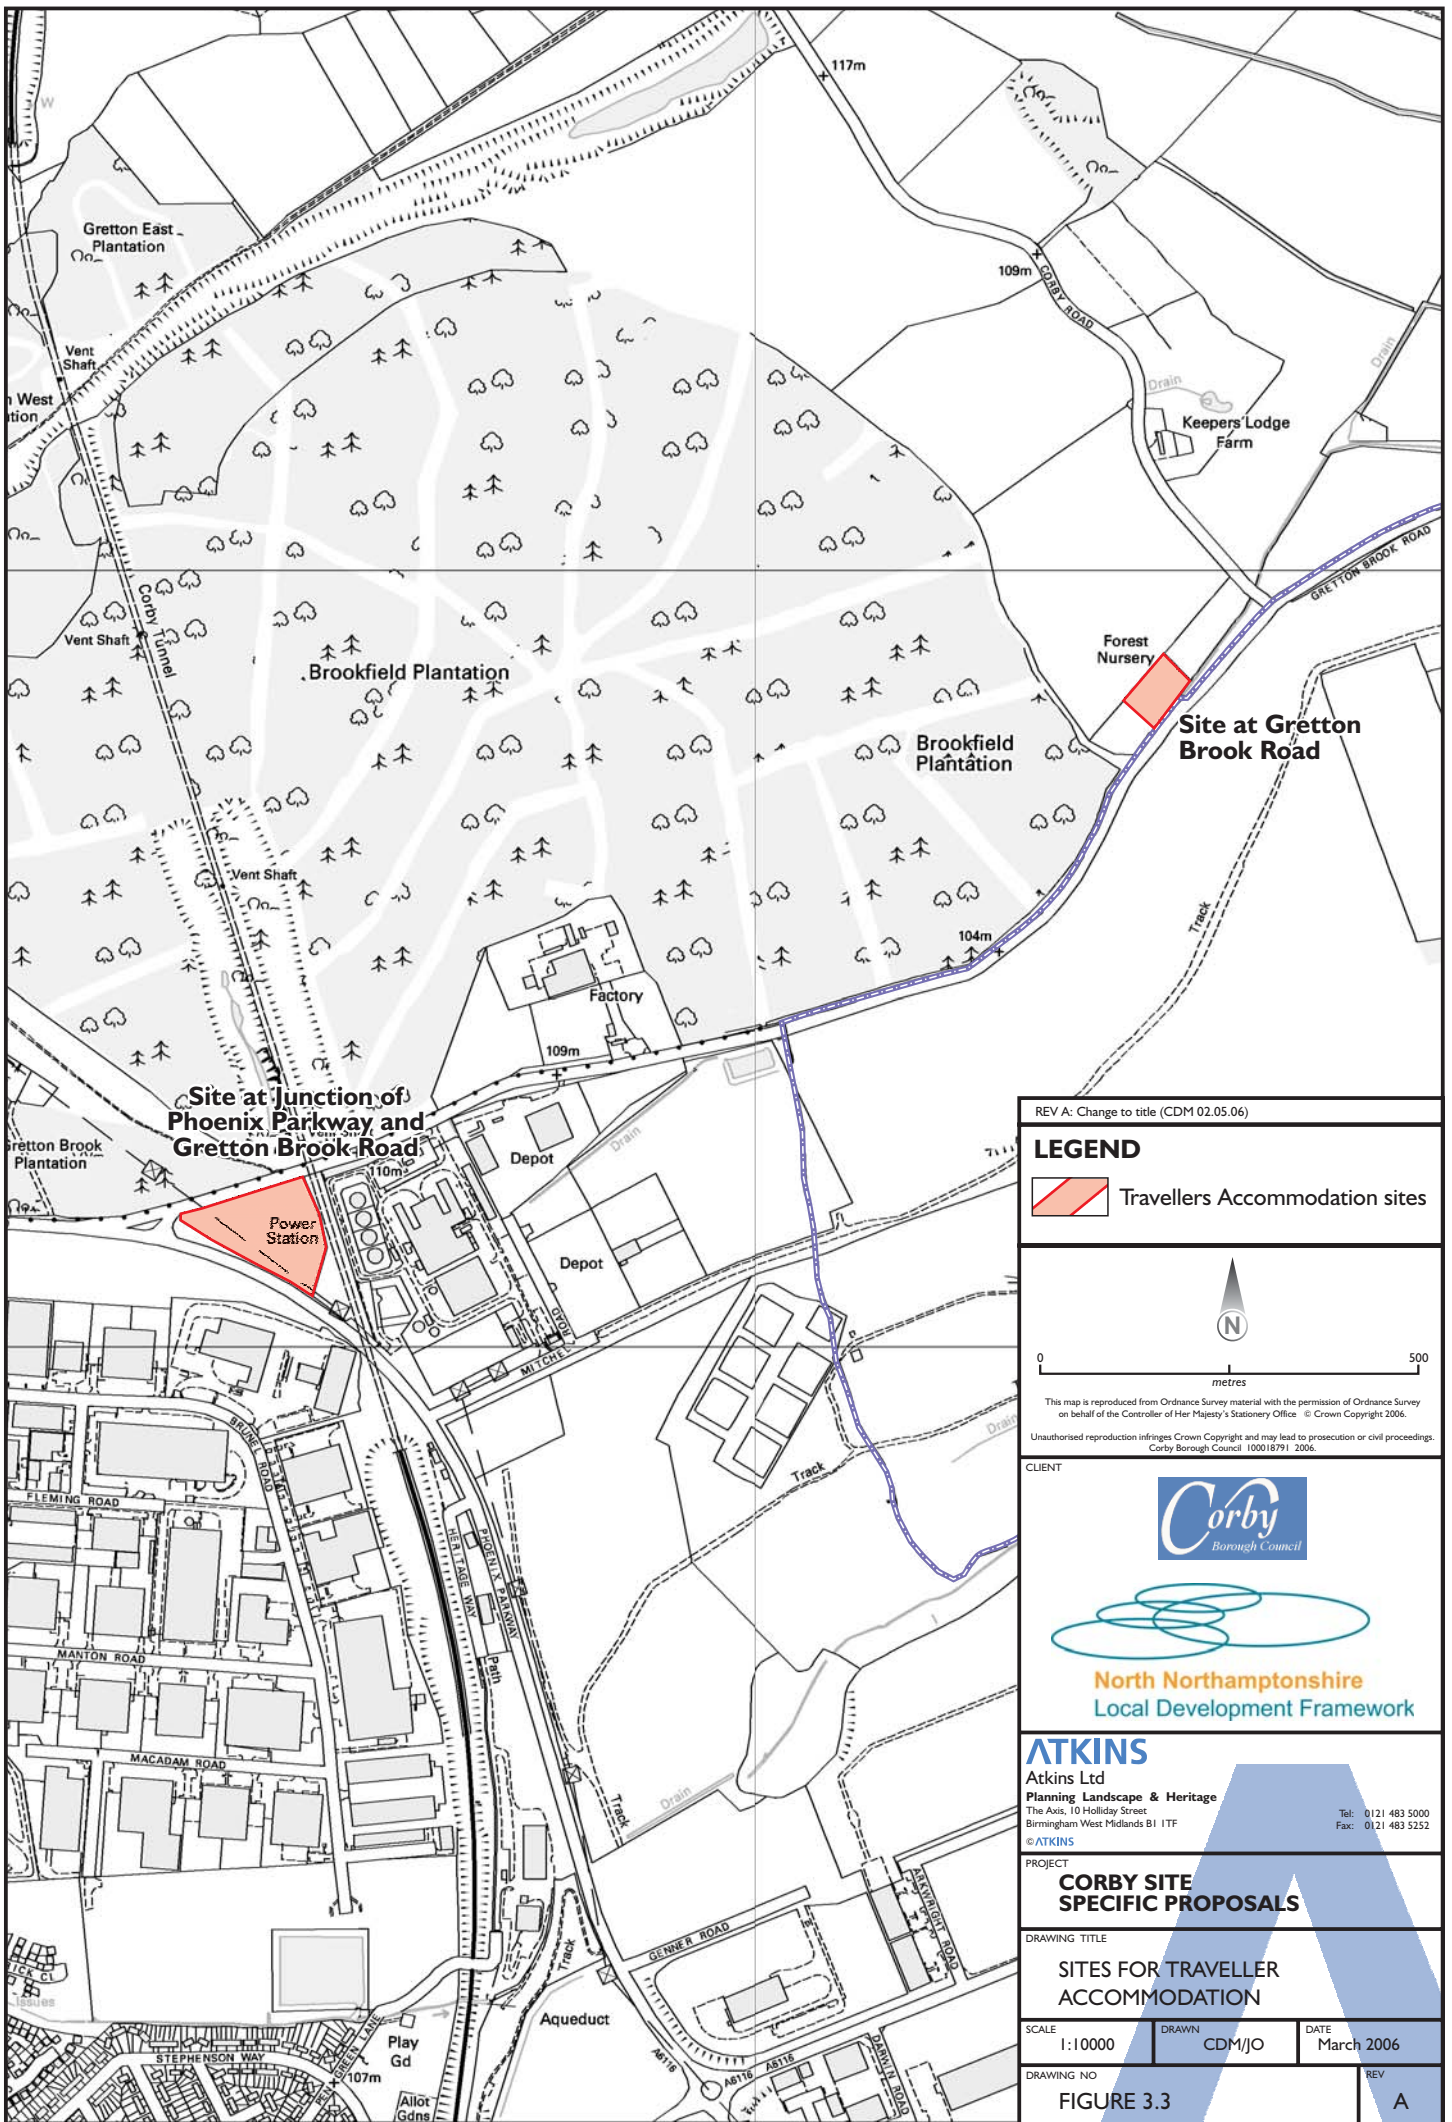 W
117m
Gretton East
Plantation
109m
CORBY ROAD
Vent
Shaft
Drain
Drain
n West
tion
Keepers' Lodge
Farm
GRETTON BROOK ROAD
Corby Tunnel
Vent Shaft
Forest
Nursery
Brookfield Plantation
Site at Gretton
Brook Road
Brookfield
Plantation
Vent Shaft
Track
104m
Factory
109m
Site at Junction of
Phoenix Parkway and
Gretton Brook Road
Gretton Brook
Plantation
110m
Depot
Drain
Power
Station
Depot
MITCHELL ROAD
BRUNEL ROAD
Drain
Track
FLEMING ROAD
HERITAGE WAY
PHOENIX PARKWAY
MANTON ROAD
Path
MACADAM ROAD
Track
Drain
ARKWRIGHT ROAD
GENNER ROAD
ICK CL
Issues
Track
Aqueduct
Play
Gd
STEPHENSON WAY
PEN GREEN LANE
107m
Allot
Gdns
A6116
A6116
A6116
DARWIN ROAD
REV A: Change to title (CDM 02.05.06)
LEGEND
Travellers Accommodation sites
N
0 500
metres
This map is reproduced from Ordnance Survey material with the permission of Ordnance Survey
on behalf of the Controller of Her Majesty's Stationery Office © Crown Copyright 2006.
Unauthorised reproduction infringes Crown Copyright and may lead to prosecution or civil proceedings.
Corby Borough Council 100018791 2006.
CLIENT
Corby
Borough Council
North Northamptonshire
Local Development Framework
ATKINS
Atkins Ltd
Planning Landscape & Heritage
The Axis, 10 Holliday Street
Birmingham West Midlands B1 1TF
Tel: 0121 483 5000
Fax: 0121 483 5252
© ATKINS
PROJECT
CORBY SITE
SPECIFIC PROPOSALS
DRAWING TITLE
SITES FOR TRAVELLER
ACCOMMODATION
SCALE
1:10000
DRAWN
CDM/JO
DATE
March 2006
DRAWING NO
FIGURE 3.3
REV
A